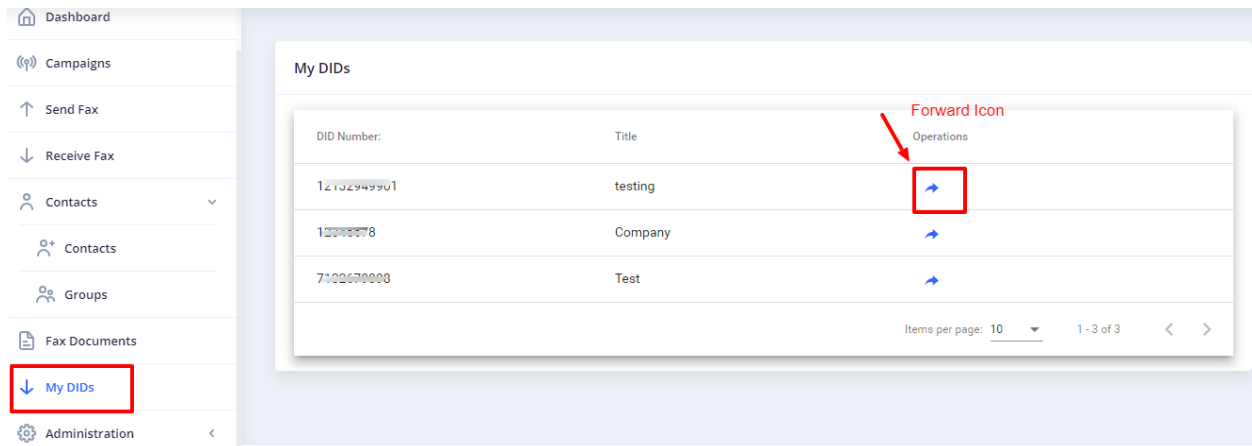 Dashboard
Campaigns
Send Fax
Receive Fax
Contacts
Contacts
Groups
Fax Documents
My DIDs
Administration
My DIDs
Forward Icon
DID Number: Title Operations
testing
Company
Test
Items per page: 10 1 - 3 of 3